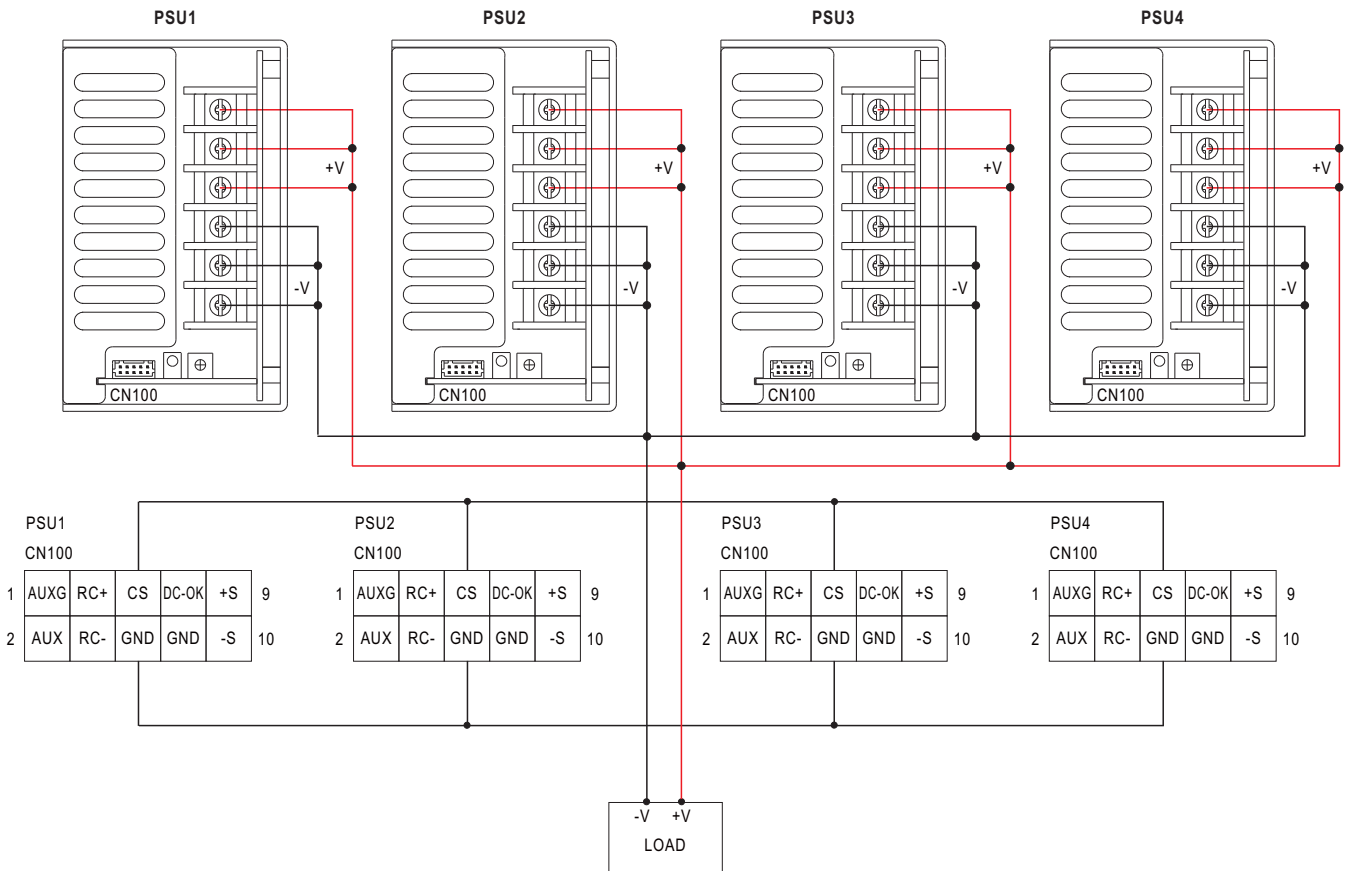 PSU1 PSU2 PSU3 PSU4
+V +V +V +V
-V -V -V -V
CN100 CN100 CN100 CN100
PSU1 PSU2 PSU3 PSU4
CN100 CN100 CN100 CN100
1 AUXG RC+ CS DC-OK +S 9 1 AUXG RC+ CS DC-OK +S 9 1 AUXG RC+ CS DC-OK +S 9 1 AUXG RC+ CS DC-OK +S 9
2 AUX RC- GND GND -S 10 2 AUX RC- GND GND -S 10 2 AUX RC- GND GND -S 10 2 AUX RC- GND GND -S 10
-V +V
LOAD